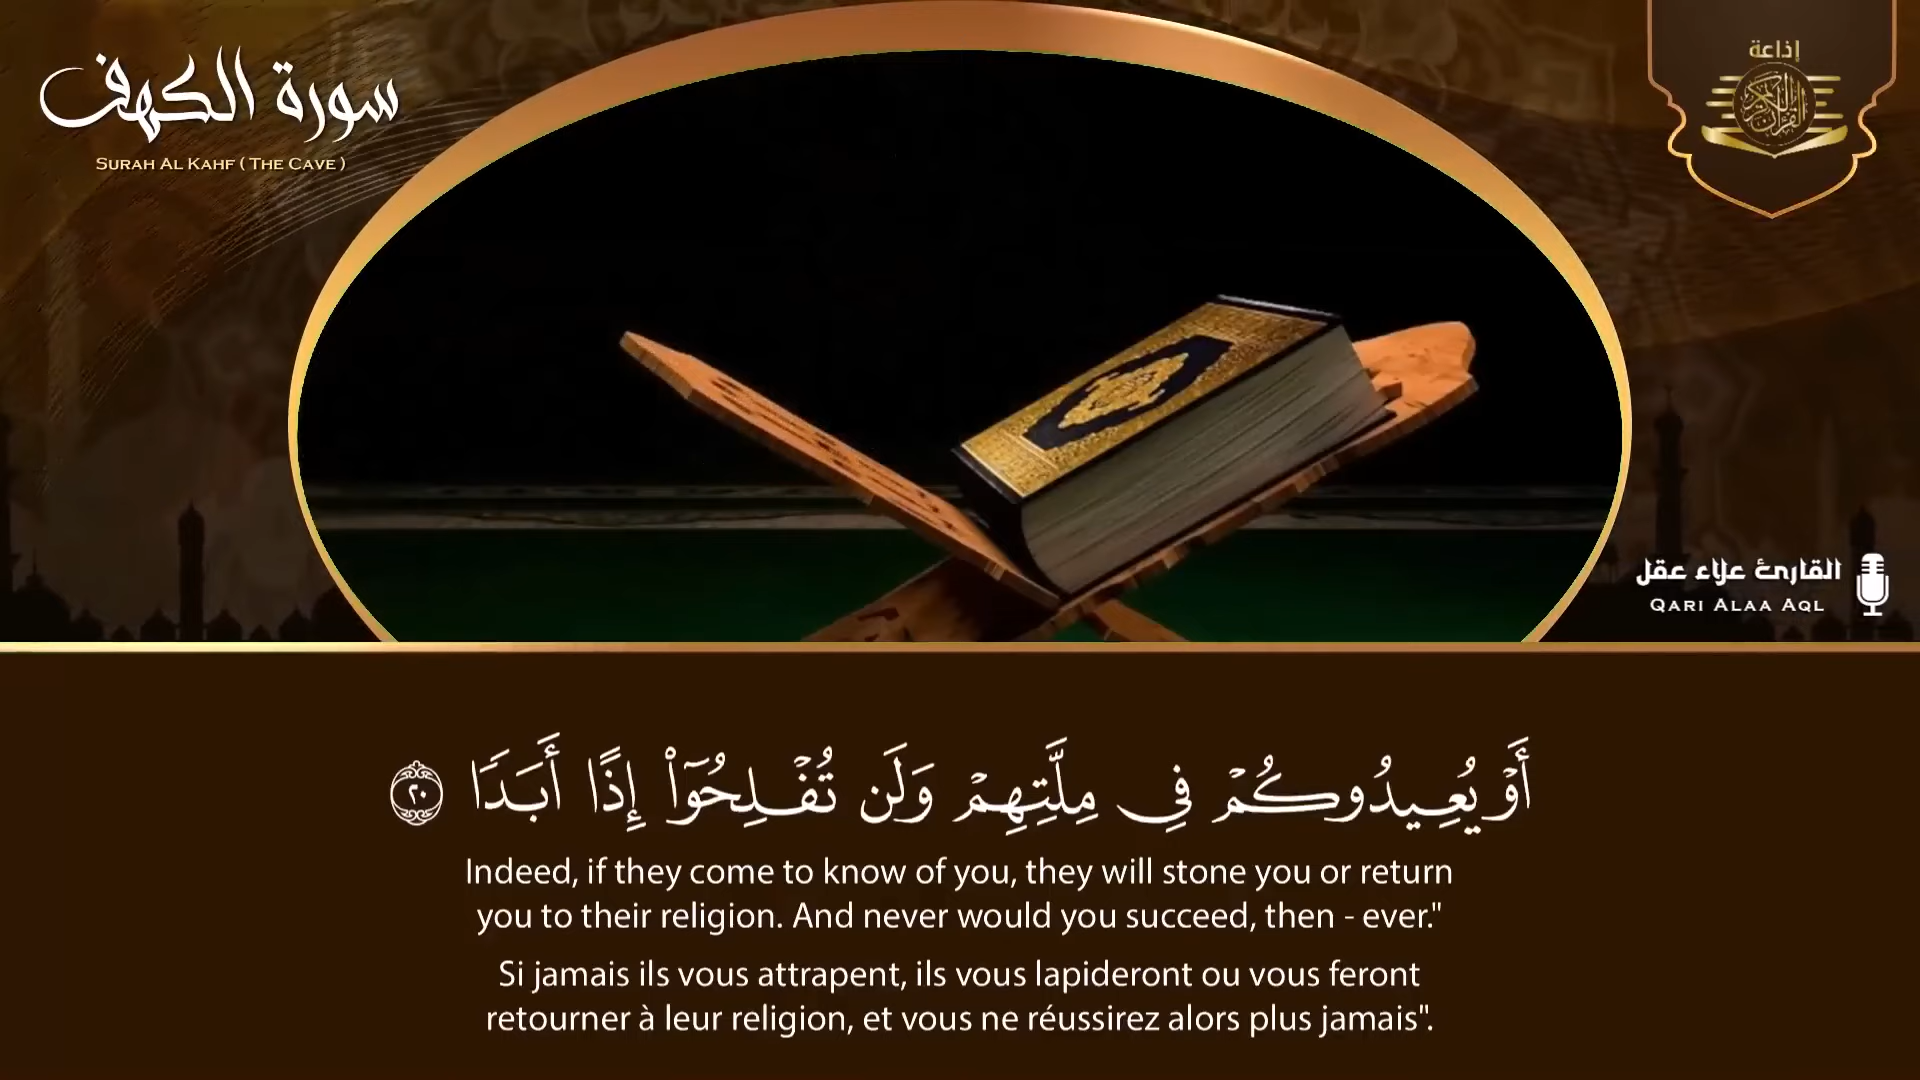 سورة الكهف
SURAH AL KAHF ( THE CAVE )
إذاعة
القرآن الكريم
القارئ علاء عقل
QARI ALAA AQL
أَوْ يُعِيدُوكُمْ فِي مِلَّتِهِمْ وَلَن تُفْلِحُوٓا۟ إِذًا أَبَدًا ٢٠
Indeed, if they come to know of you, they will stone you or return
you to their religion. And never would you succeed, then - ever."
Si jamais ils vous attrapent, ils vous lapideront ou vous feront
retourner à leur religion, et vous ne réussirez alors plus jamais".